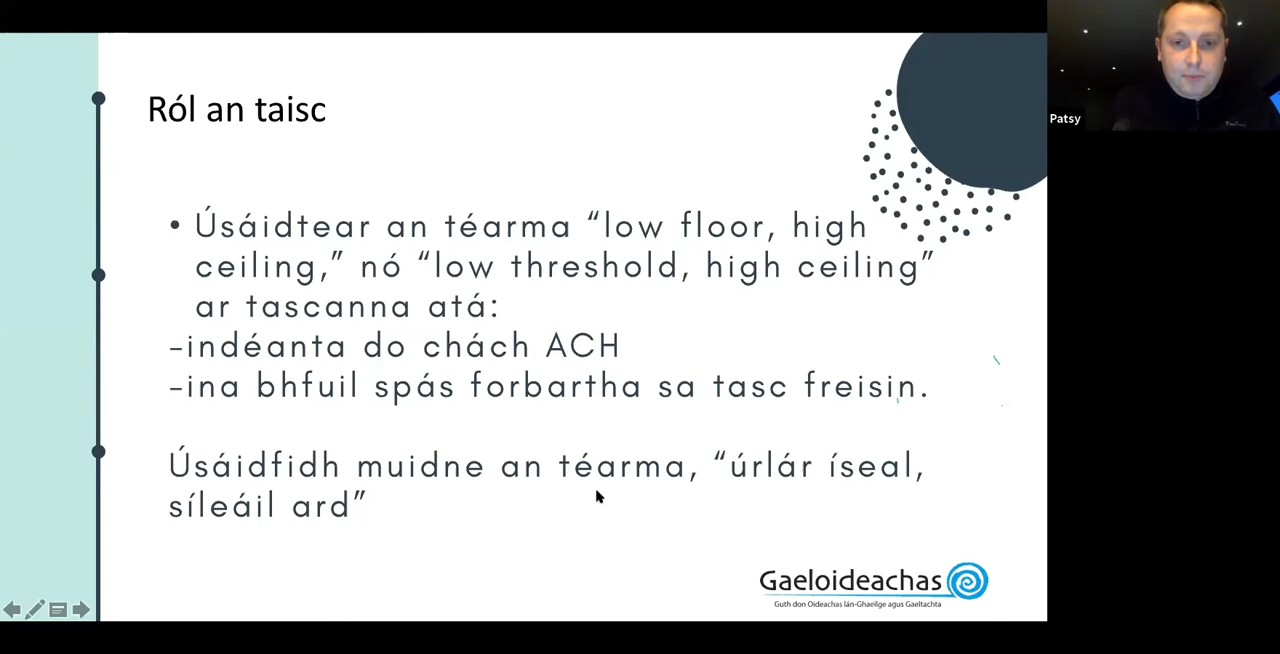 Ról an taisc
• Úsáidtear an téarma “low floor, high
ceiling,” nó “low threshold, high ceiling”
ar tascanna atá:
-indéanta do chách ACH
-ina bhfuil spás forbartha sa tasc freisin.
Úsáidfidh muidne an téarma, “úrlár íseal,
síleáil ard”
Gaeloideachas
Guth don Oideachas lán-Ghaeilge agus Gaeltachta
Patsy